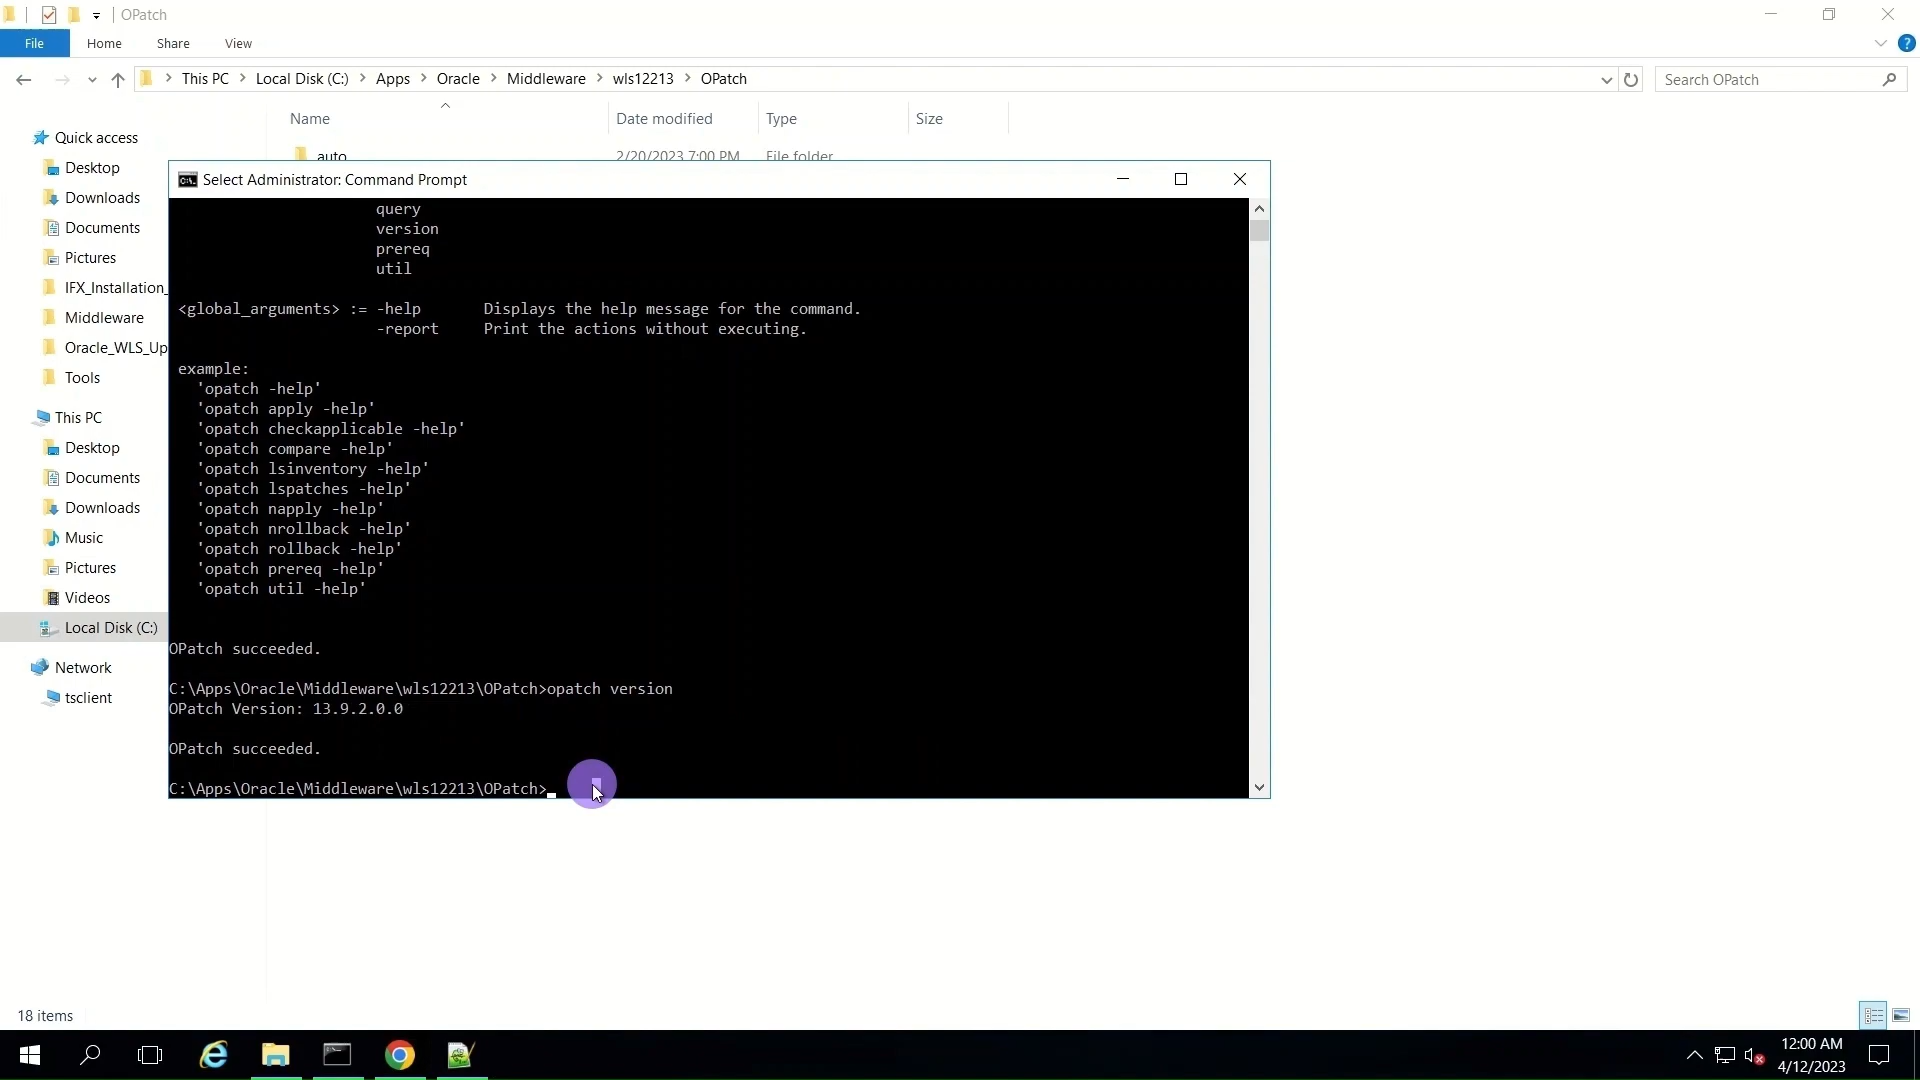 OPatch
File
Home
Share
View
This PC
Local Disk (C:)
Apps
Oracle
Middleware
wls12213
OPatch
Search OPatch
Name
Date modified
Type
Size
auto
2/20/2023 7:00 PM
File folder
Quick access
Desktop
Downloads
Documents
Pictures
IFX_Installation_
Middleware
Oracle_WLS_Up
Tools
This PC
Desktop
Documents
Downloads
Music
Pictures
Videos
Local Disk (C:)
Network
tsclient
Select Administrator: Command Prompt
query
version
prereq
util
<global_arguments> := -help Displays the help message for the command.
-report Print the actions without executing.
example:
'opatch -help'
'opatch apply -help'
'opatch checkapplicable -help'
'opatch compare -help'
'opatch lsinventory -help'
'opatch lspatches -help'
'opatch napply -help'
'opatch nrollback -help'
'opatch rollback -help'
'opatch prereq -help'
'opatch util -help'
OPatch succeeded.
C:\Apps\Oracle\Middleware\wls12213\OPatch>opatch version
OPatch Version: 13.9.2.0.0
OPatch succeeded.
C:\Apps\Oracle\Middleware\wls12213\OPatch>
18 items
12:00 AM
4/12/2023